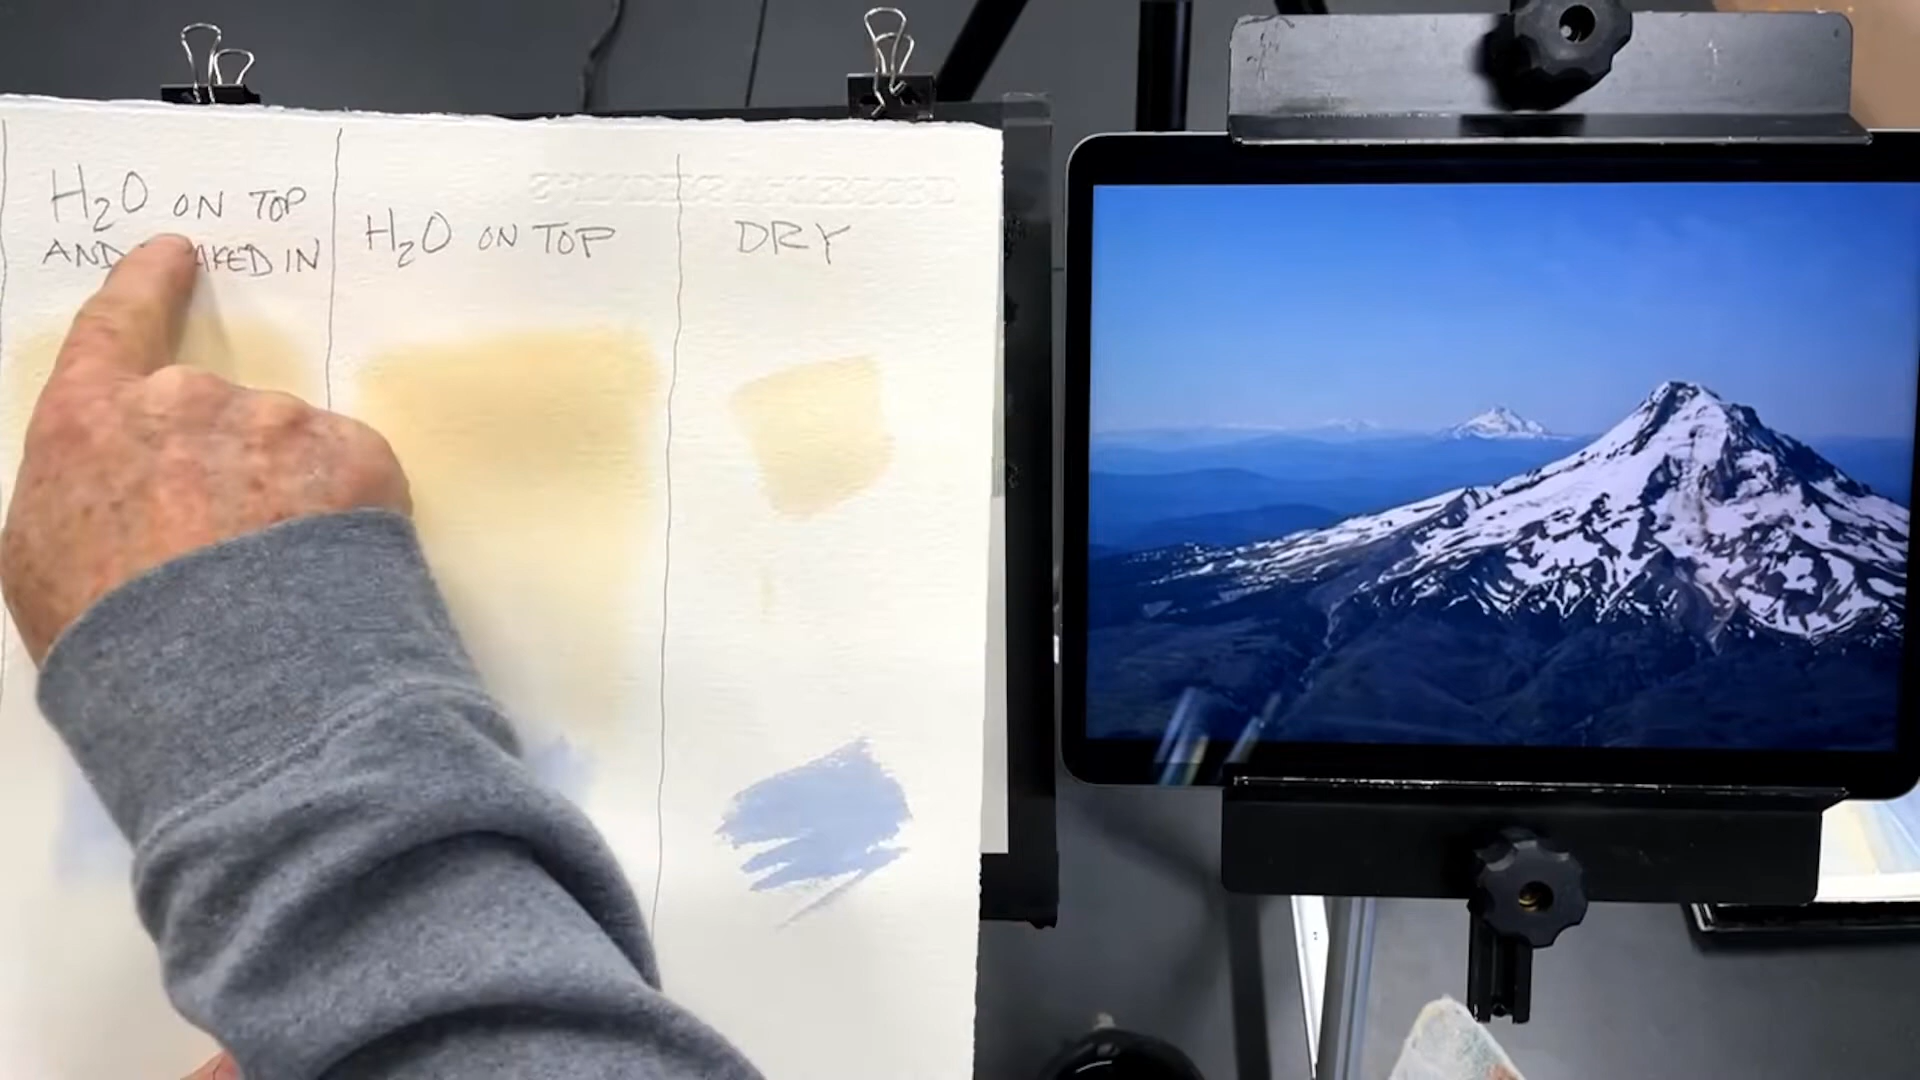 H₂O ON TOP
AND AKED IN
H₂O ON TOP
DRY